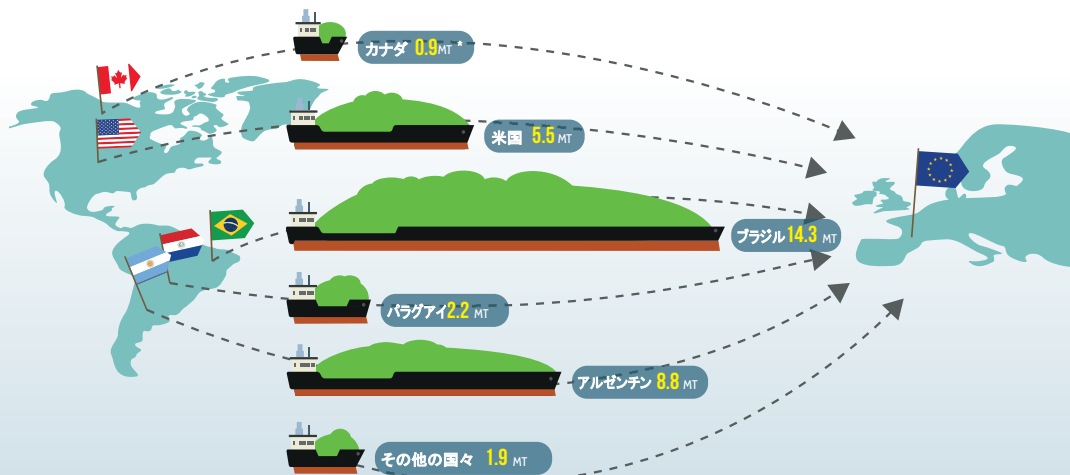 カナダ 0.9MT *
米国 5.5 MT
ブラジル 14.3 MT
パラグアイ 2.2 MT
アルゼンチン 8.8 MT
その他の国々 1.9 MT